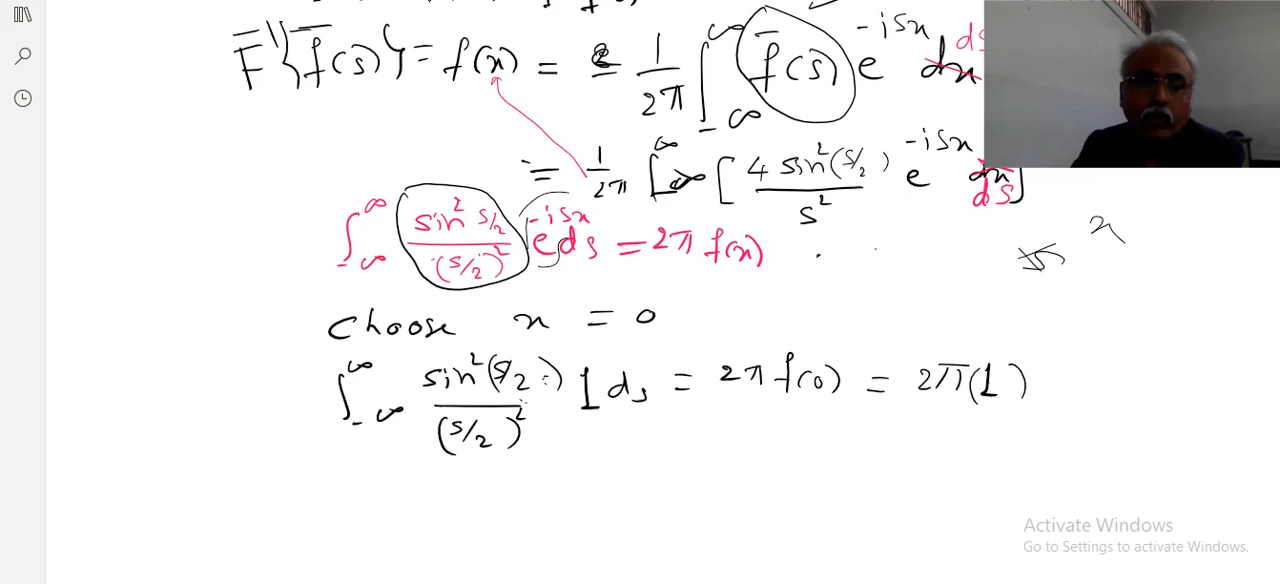 F⁻¹{f̄(s)} = f(x) = 1/2π ∫_{-∞}^{∞} f̄(s) e^{-isx} ds
= 1/2π ∫_{-∞}^{∞} [4 sin²(s/2) / s²] e^{-isx} ds
∫_{-∞}^{∞} sin² s/2 / (s/2)² e^{-isx} ds = 2π f(x)
choose x = 0
∫_{-∞}^{∞} sin²(s/2) / (s/2)² 1 ds = 2π f(0) = 2π(1)
Activate Windows
Go to Settings to activate Windows.